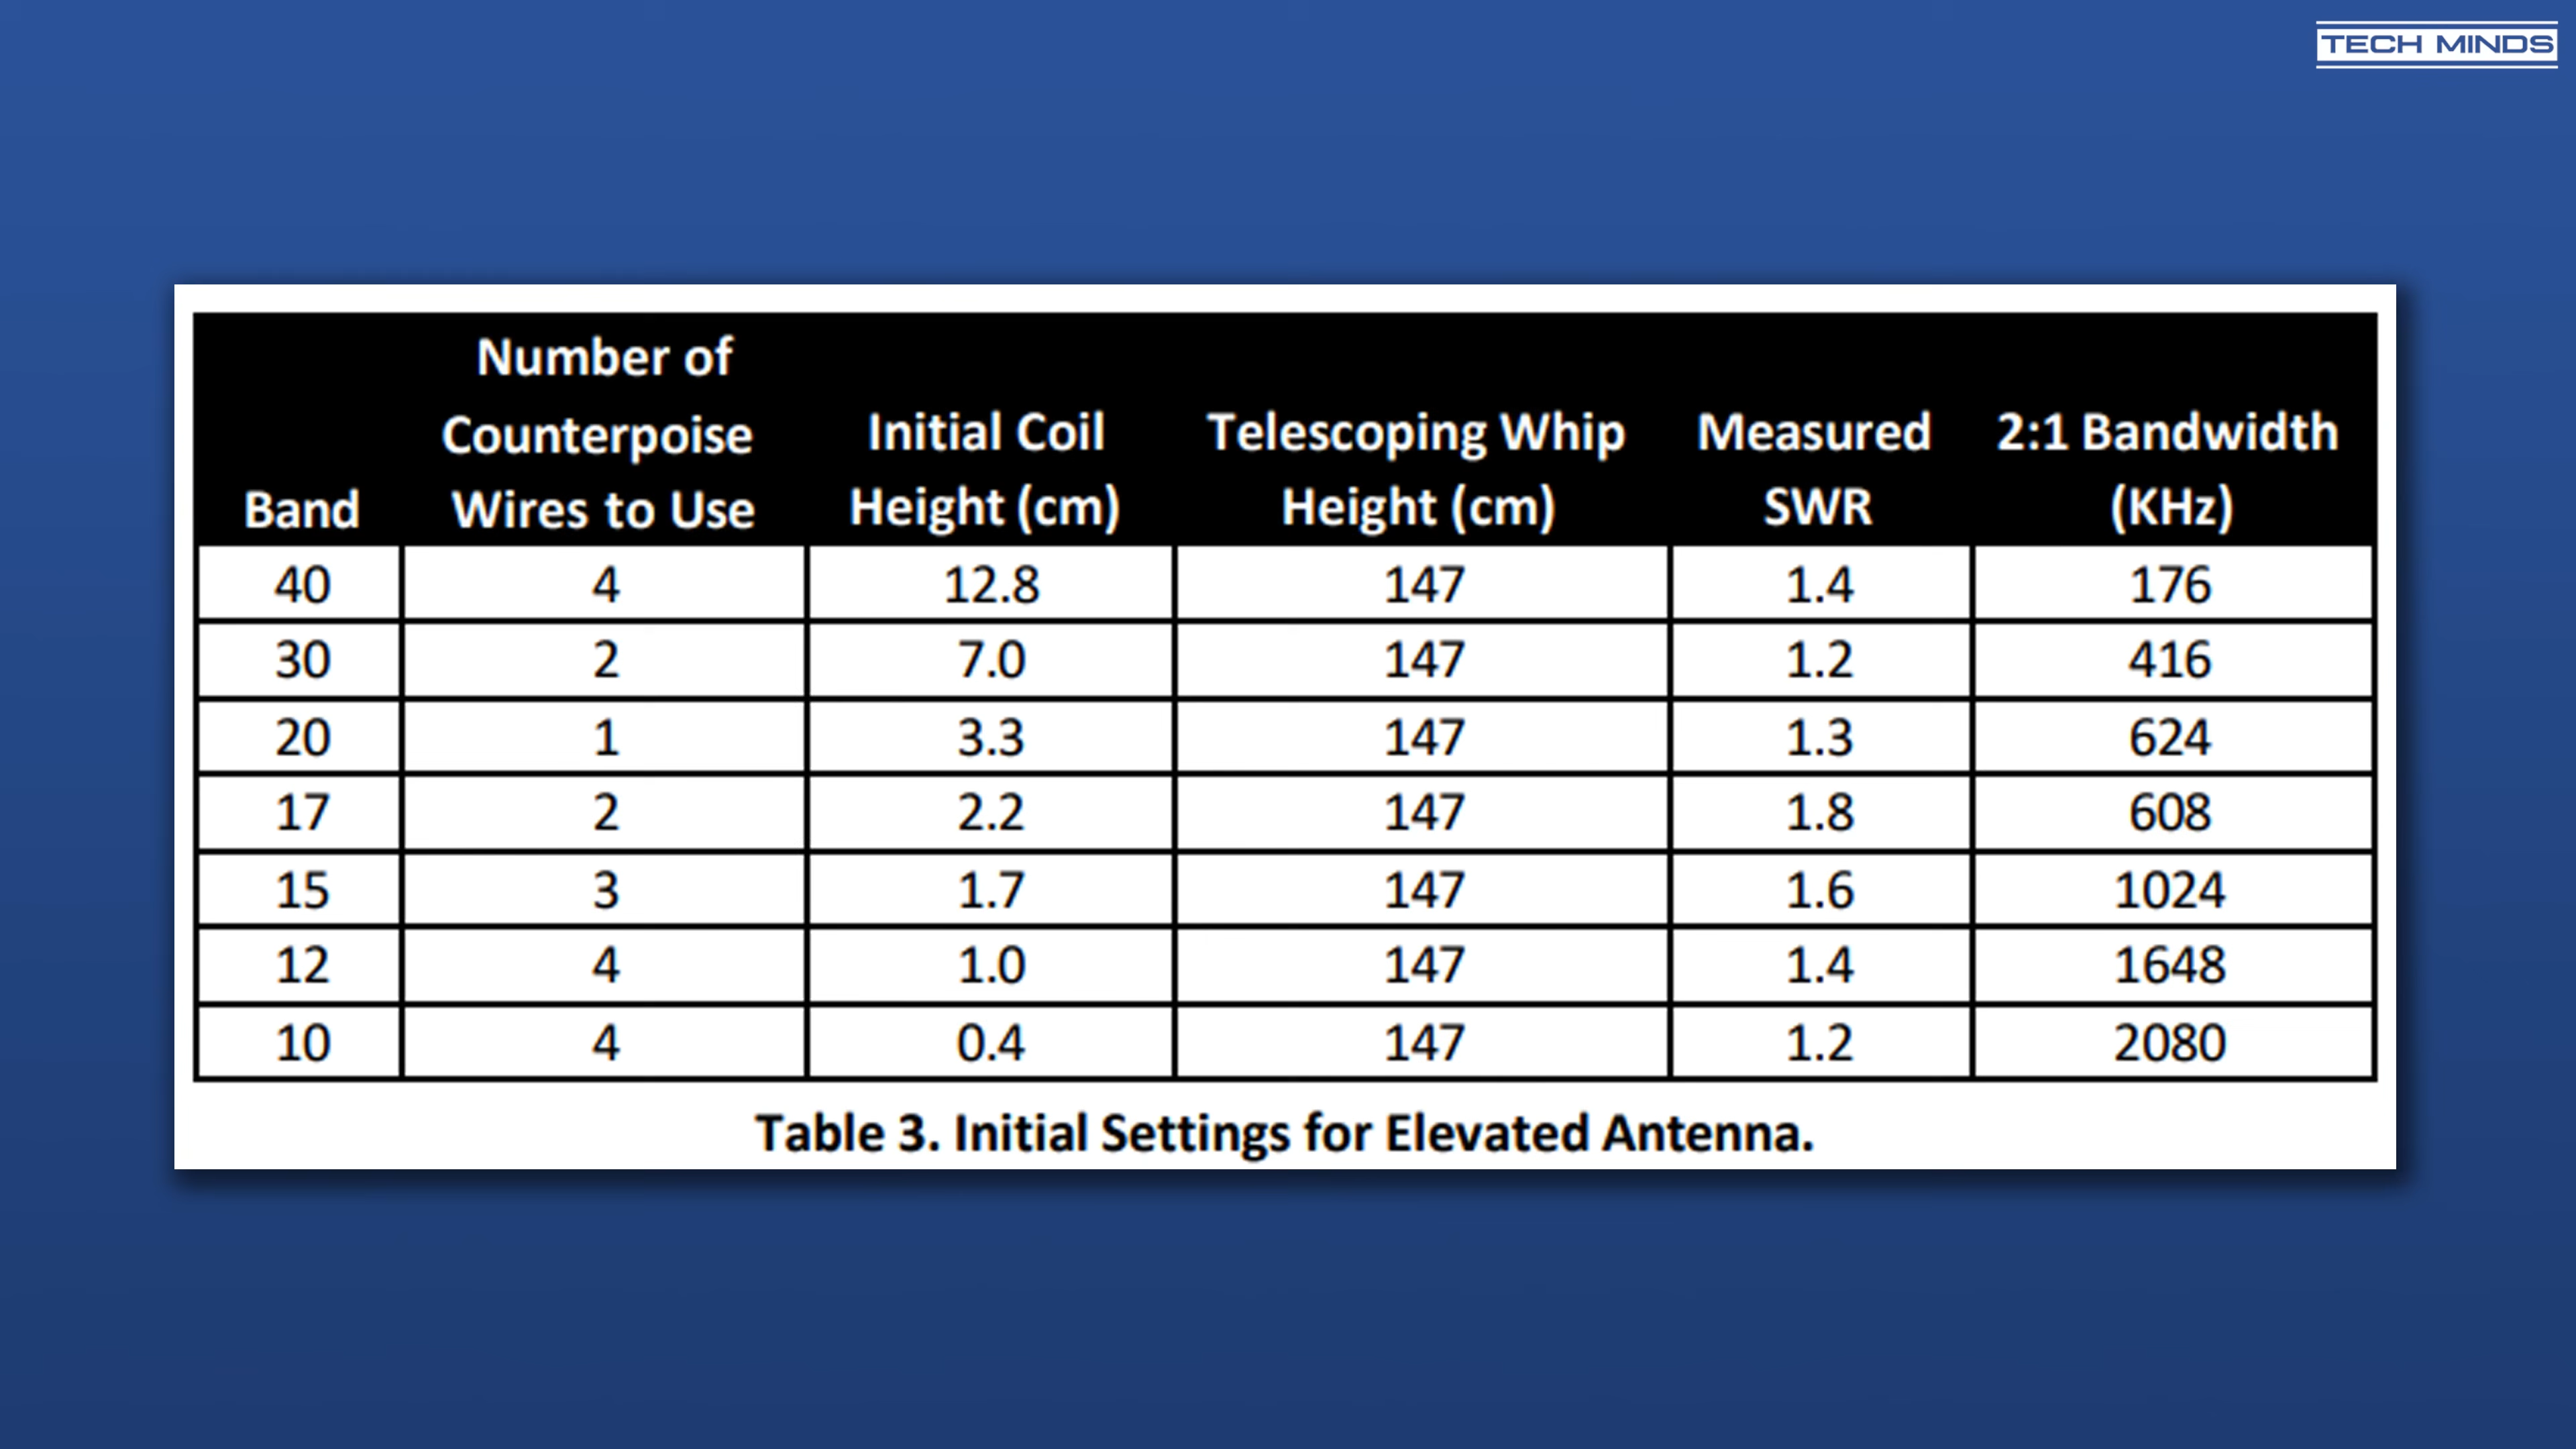 TECH MINDS
Band | Number of Counterpoise Wires to Use | Initial Coil Height (cm) | Telescoping Whip Height (cm) | Measured SWR | 2:1 Bandwidth (KHz)
40 | 4 | 12.8 | 147 | 1.4 | 176
30 | 2 | 7.0 | 147 | 1.2 | 416
20 | 1 | 3.3 | 147 | 1.3 | 624
17 | 2 | 2.2 | 147 | 1.8 | 608
15 | 3 | 1.7 | 147 | 1.6 | 1024
12 | 4 | 1.0 | 147 | 1.4 | 1648
10 | 4 | 0.4 | 147 | 1.2 | 2080
Table 3. Initial Settings for Elevated Antenna.